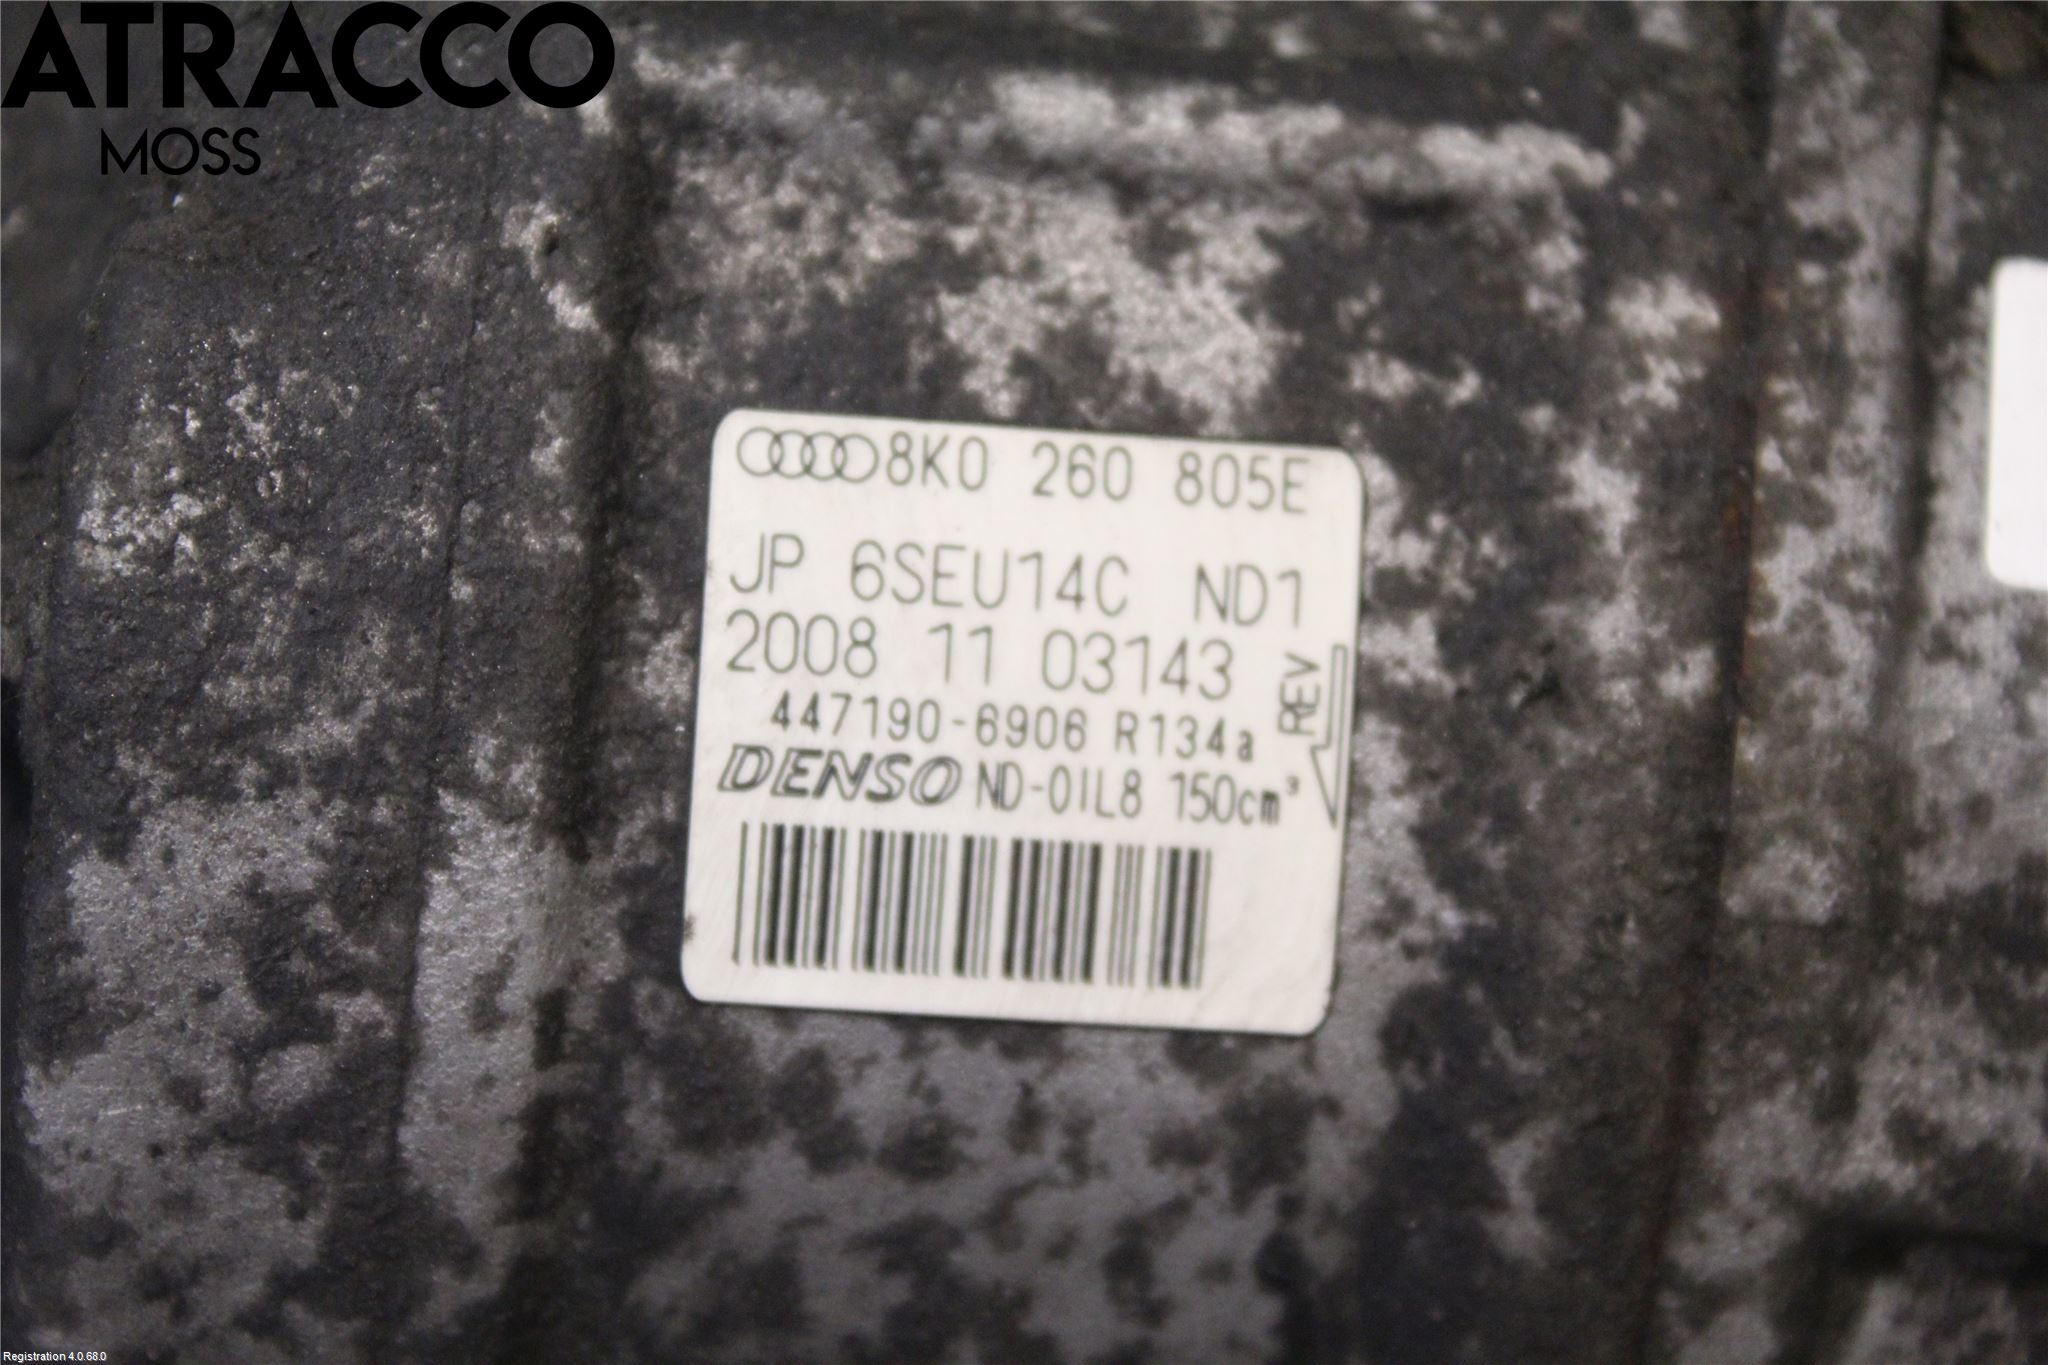 ATRACCO
MOSS
8K0 260 805E
JP 6SEU14C ND1
2008 11 03143
447190-6906 R134a
DENSO ND-OIL8 150cm³
REV
Registration 4.0.68.0